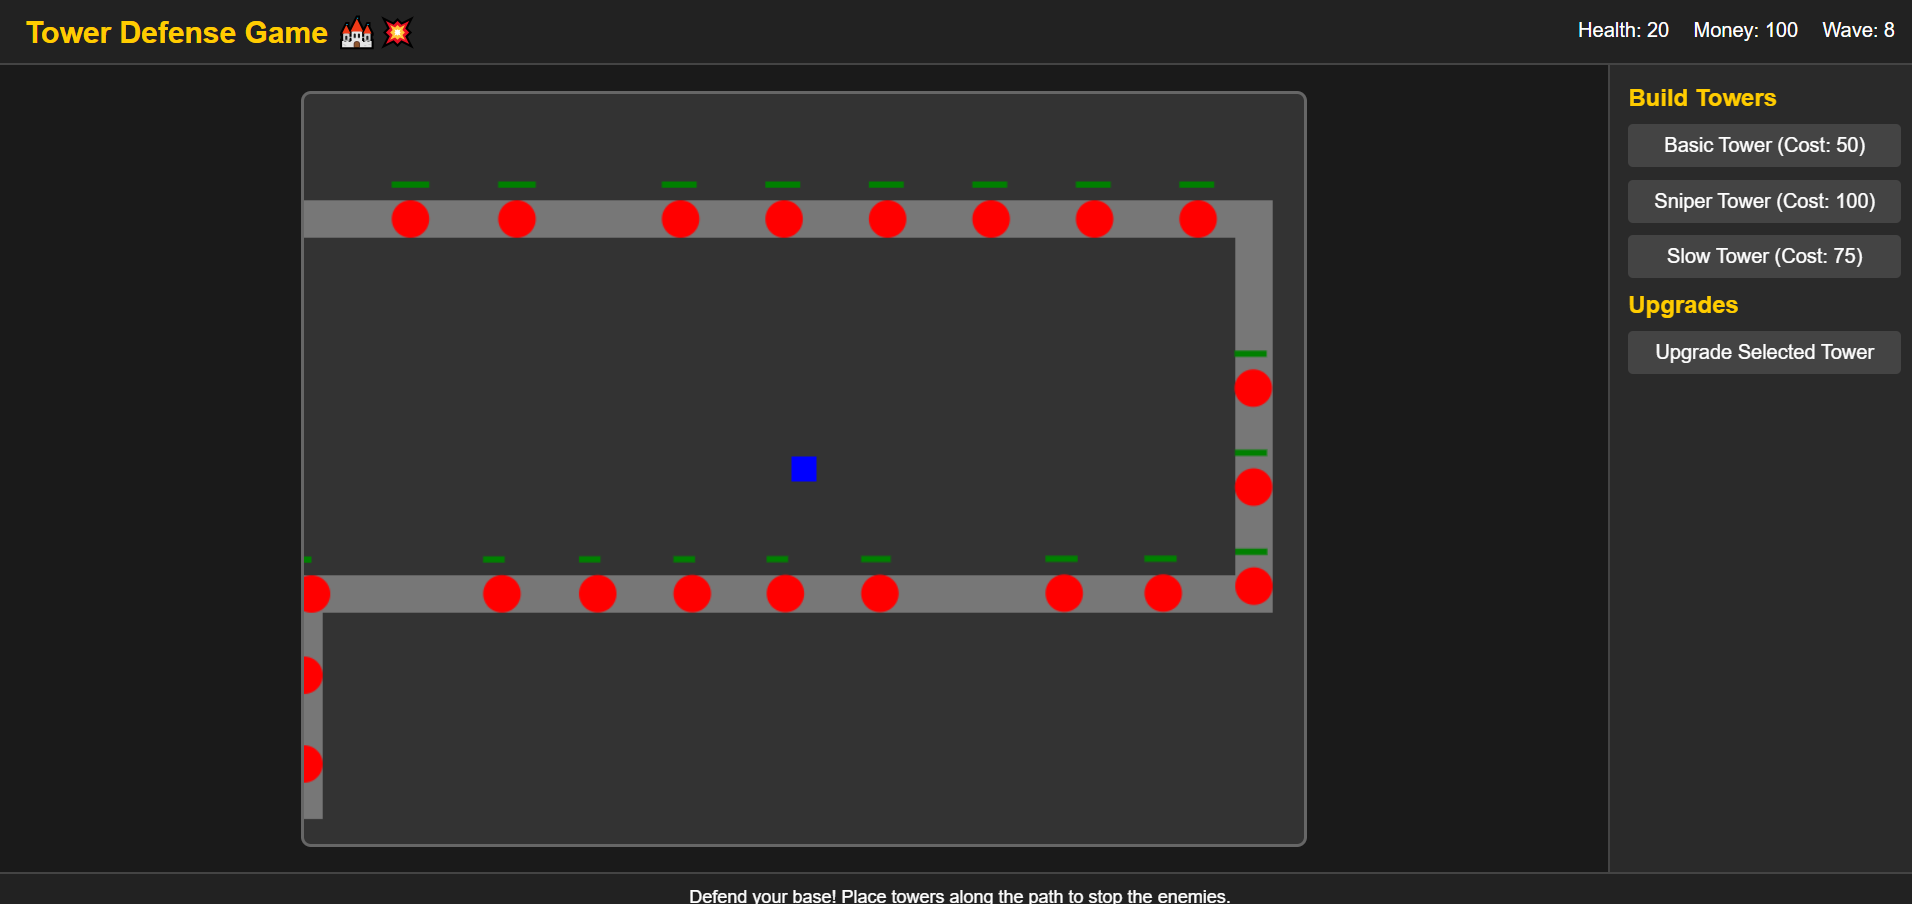 Tower Defense Game 🏰💥
Health: 20 Money: 100 Wave: 8
Build Towers
Basic Tower (Cost: 50)
Sniper Tower (Cost: 100)
Slow Tower (Cost: 75)
Upgrades
Upgrade Selected Tower
Defend your base! Place towers along the path to stop the enemies.